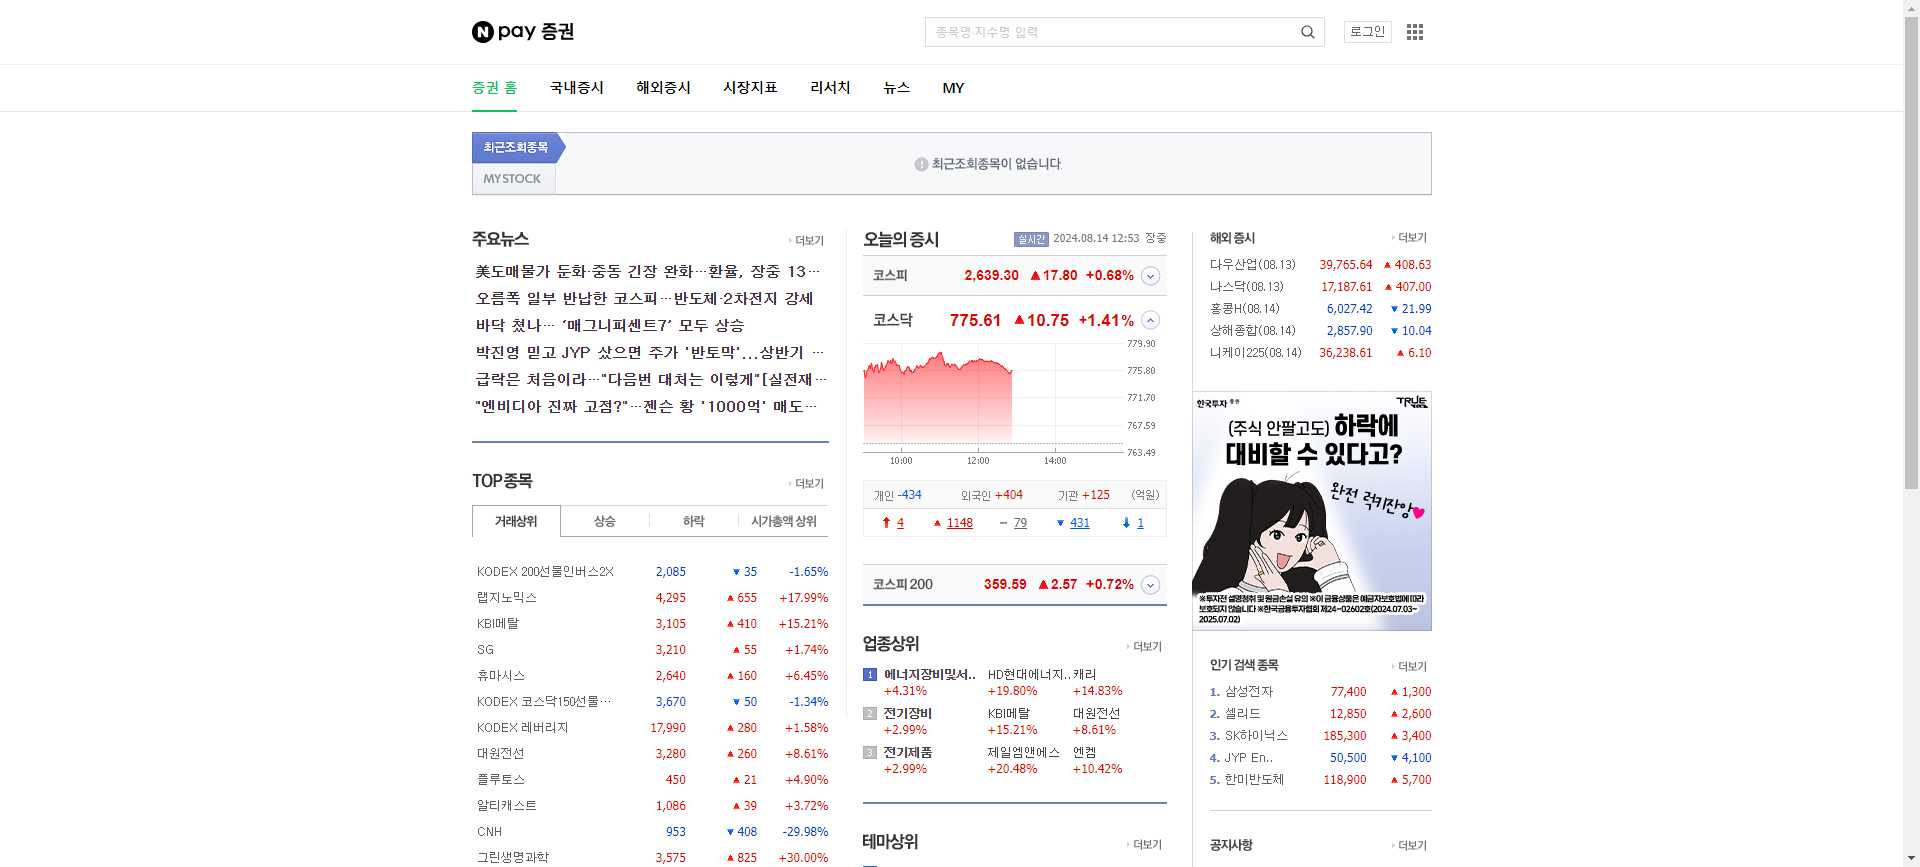 N pay 증권
종목명·지수명 입력
로그인
증권 홈 국내증시 해외증시 시장지표 리서치 뉴스 MY
최근조회종목
MYSTOCK
최근조회종목이 없습니다
주요뉴스 더보기
美도매물가 둔화·중동 긴장 완화…환율, 장중 13…
오름폭 일부 반납한 코스피…반도체·2차전지 강세
바닥 쳤나… ‘매그니피센트7’ 모두 상승
박진영 믿고 JYP 샀으면 주가 '반토막'...상반기 …
급락은 처음이라…"다음번 대처는 이렇게"[실전재…
"엔비디아 진짜 고점?"…젠슨 황 '1000억' 매도…
TOP종목 더보기
거래상위 상승 하락 시가총액 상위
KODEX 200선물인버스2X 2,085 ▼ 35 -1.65%
랩지노믹스 4,295 ▲ 655 +17.99%
KBI메탈 3,105 ▲ 410 +15.21%
SG 3,210 ▲ 55 +1.74%
휴마시스 2,640 ▲ 160 +6.45%
KODEX 코스닥150선물… 3,670 ▼ 50 -1.34%
KODEX 레버리지 17,990 ▲ 280 +1.58%
대원전선 3,280 ▲ 260 +8.61%
플루토스 450 ▲ 21 +4.90%
알티캐스트 1,086 ▲ 39 +3.72%
CNH 953 ▼ 408 -29.98%
그린생명과학 3,575 ▲ 825 +30.00%
오늘의 증시 실시간 2024.08.14 12:53 장중
코스피 2,639.30 ▲ 17.80 +0.68%
코스닥 775.61 ▲ 10.75 +1.41%
779.90
775.80
771.70
767.59
763.49
10:00 12:00 14:00
개인 -434 외국인 +404 기관 +125 (억원)
↑ 4 ▲ 1148 − 79 ▼ 431 ↓ 1
코스피 200 359.59 ▲ 2.57 +0.72%
업종상위 더보기
1 에너지장비및서.. HD현대에너지.. 캐리
+4.31% +19.80% +14.83%
2 전기장비 KBI메탈 대원전선
+2.99% +15.21% +8.61%
3 전기제품 제일엠앤에스 엔켐
+2.99% +20.48% +10.42%
테마상위 더보기
해외 증시 더보기
다우산업(08.13) 39,765.64 ▲ 408.63
나스닥(08.13) 17,187.61 ▲ 407.00
홍콩H(08.14) 6,027.42 ▼ 21.99
상해종합(08.14) 2,857.90 ▼ 10.04
니케이225(08.14) 36,238.61 ▲ 6.10
한국투자 증권
TRUE
(주식 안팔고도) 하락에
대비할 수 있다고?
완전 럭키잔앙
※투자전 설명청취 및 원금손실 유의 ※이 금융상품은 예금자보호법에 따라
보호되지 않습니다 ※한국금융투자협회 제24-02602호(2024.07.03~
2025.07.02)
인기 검색 종목 더보기
1. 삼성전자 77,400 ▲ 1,300
2. 셀리드 12,850 ▲ 2,600
3. SK하이닉스 185,300 ▲ 3,400
4. JYP En.. 50,500 ▼ 4,100
5. 한미반도체 118,900 ▲ 5,700
공지사항 더보기